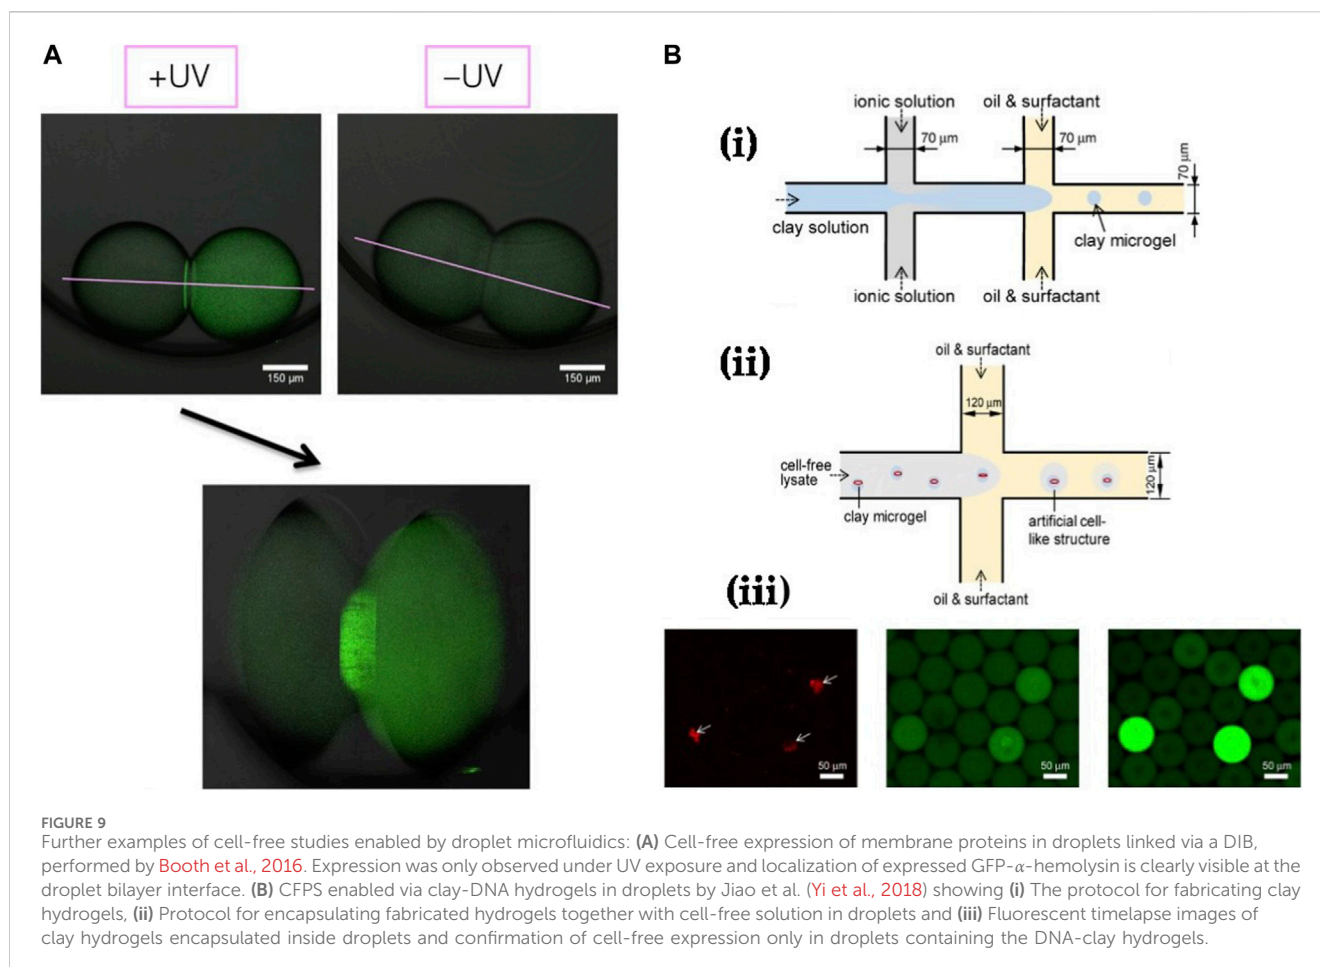 A
+UV
−UV
150 µm
150 µm
B
(i)
ionic solution
oil & surfactant
70 µm
70 µm
70 µm
clay solution
clay microgel
ionic solution
oil & surfactant
(ii)
oil & surfactant
120 µm
cell-free
lysate
120 µm
clay microgel
artificial cell-
like structure
oil & surfactant
(iii)
50 µm
50 µm
50 µm
FIGURE 9
Further examples of cell-free studies enabled by droplet microfluidics: (A) Cell-free expression of membrane proteins in droplets linked via a DIB,
performed by Booth et al., 2016. Expression was only observed under UV exposure and localization of expressed GFP-α-hemolysin is clearly visible at the
droplet bilayer interface. (B) CFPS enabled via clay-DNA hydrogels in droplets by Jiao et al. (Yi et al., 2018) showing (i) The protocol for fabricating clay
hydrogels, (ii) Protocol for encapsulating fabricated hydrogels together with cell-free solution in droplets and (iii) Fluorescent timelapse images of
clay hydrogels encapsulated inside droplets and confirmation of cell-free expression only in droplets containing the DNA-clay hydrogels.